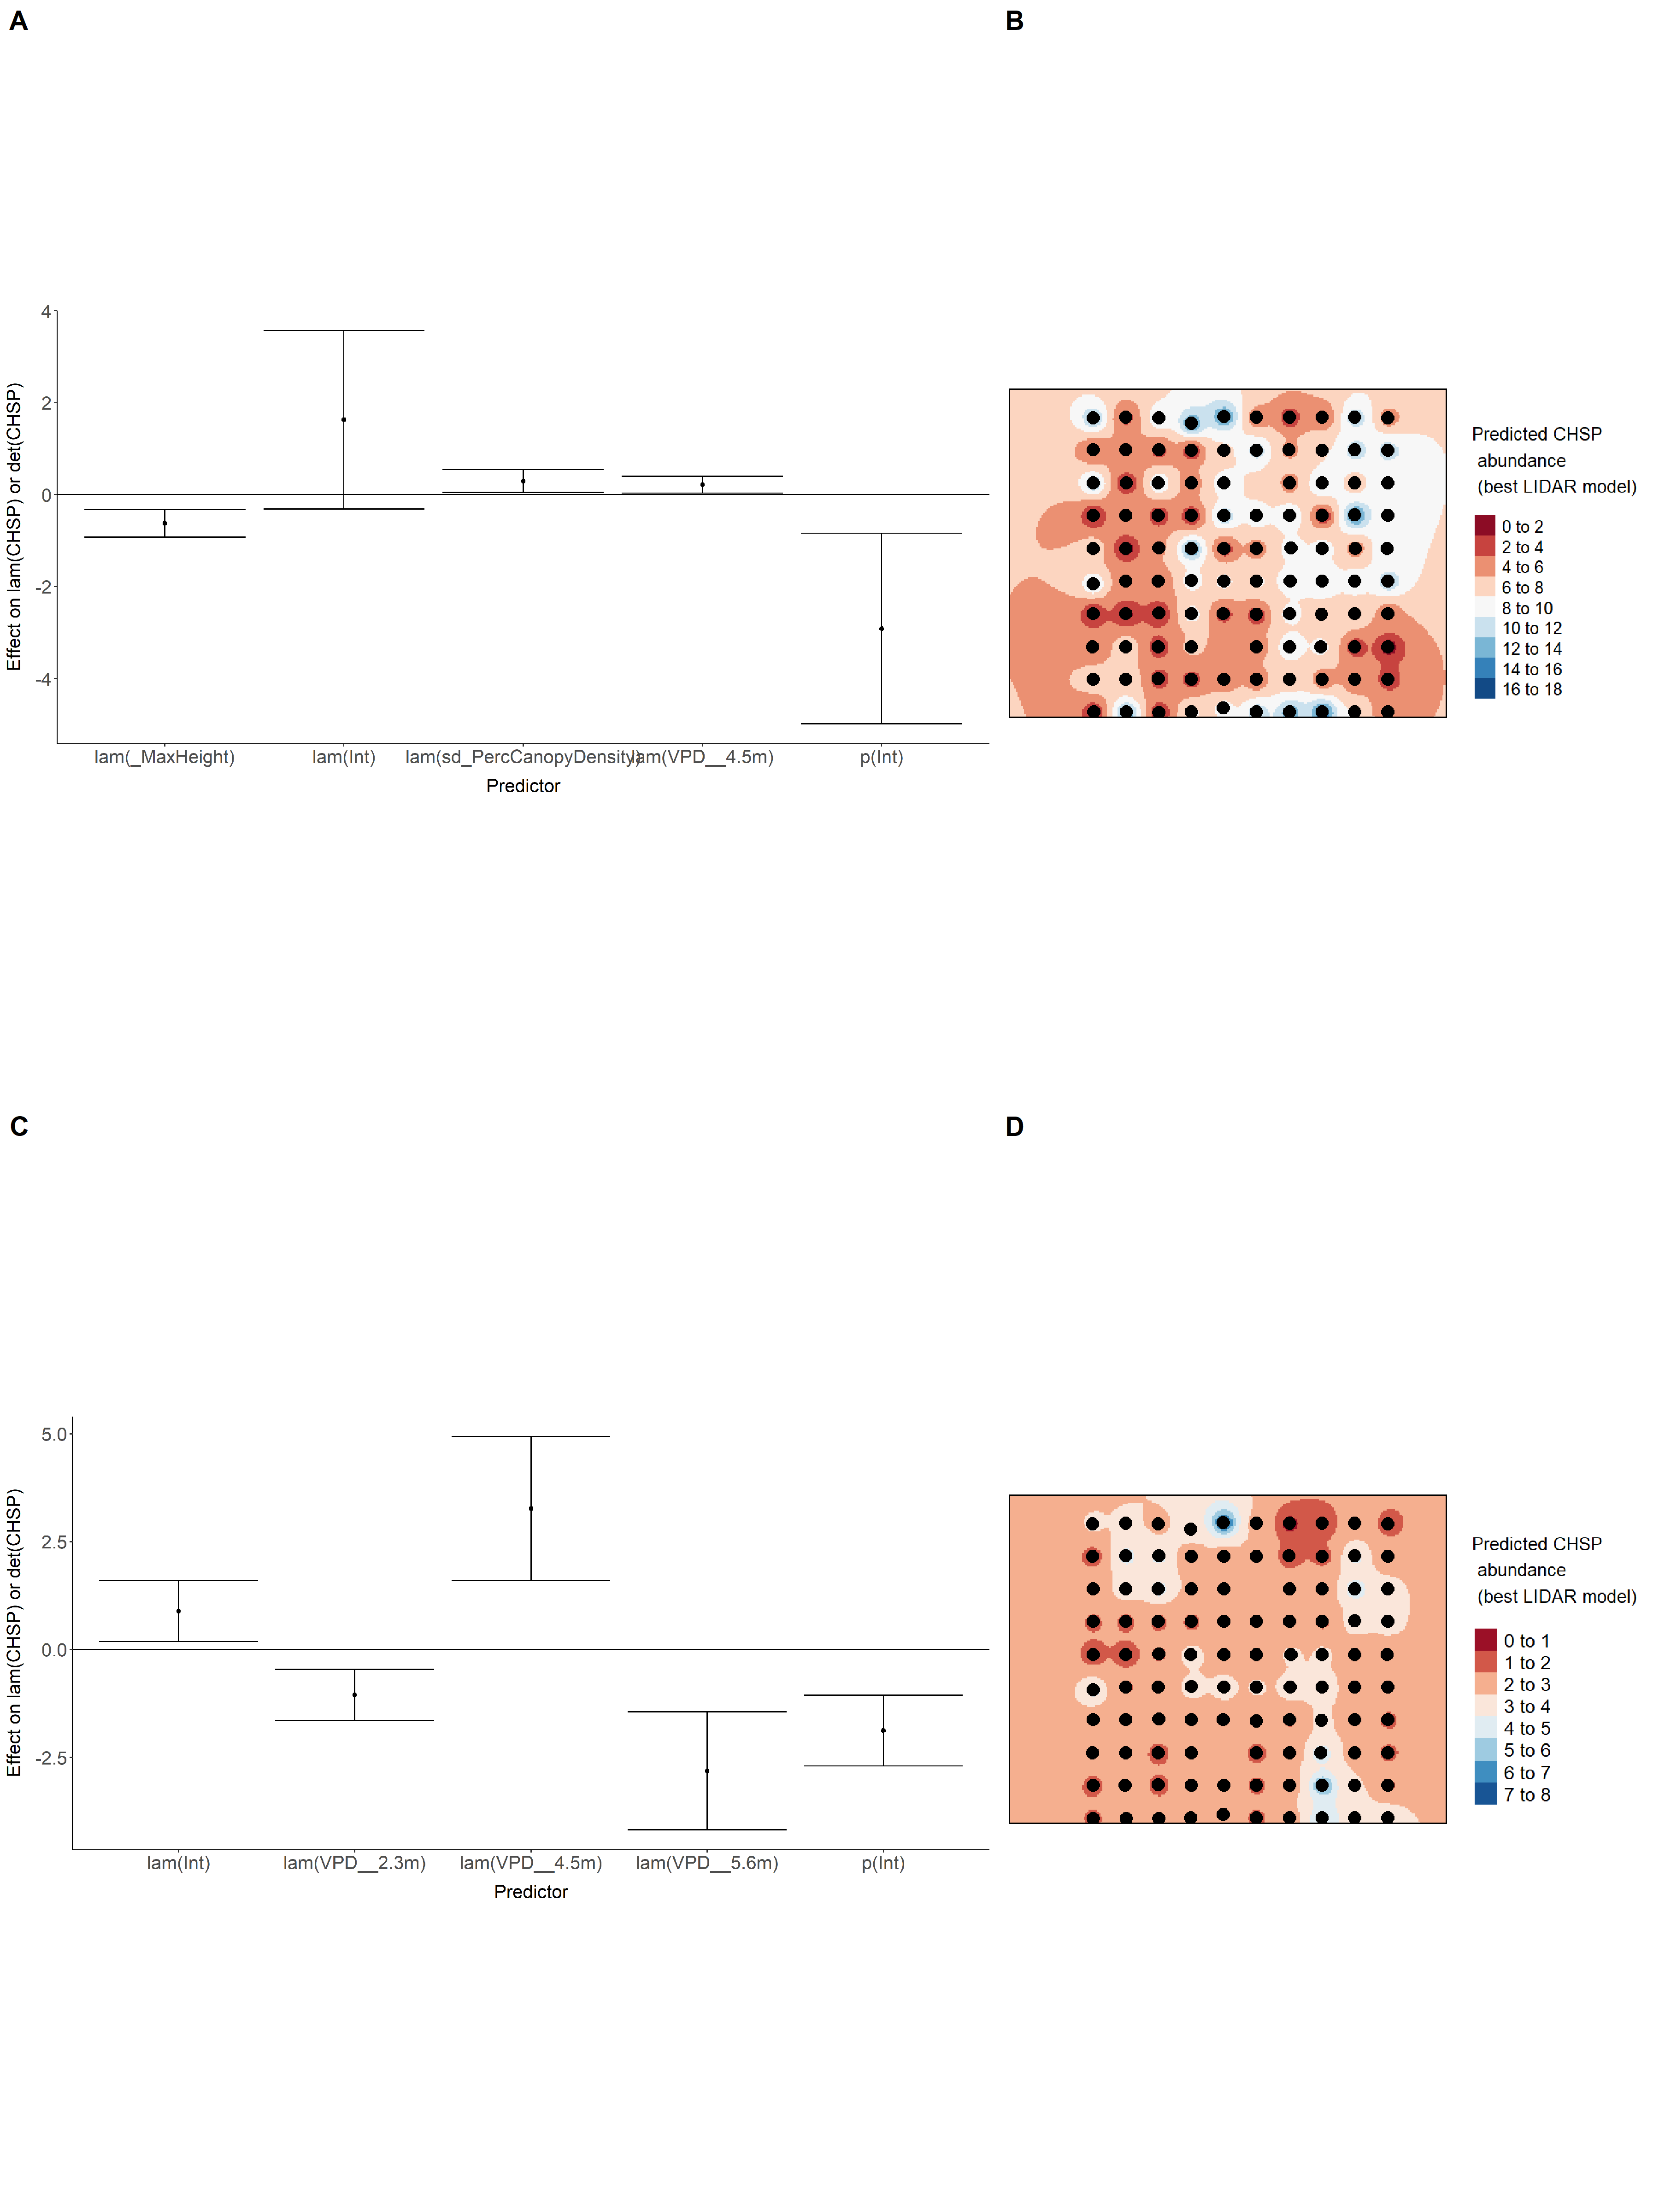 A
B
4
2
0
-2
-4
Effect on lam(CHSP) or det(CHSP)
lam(_MaxHeight)
lam(Int)
lam(sd_PercCanopyDensity)
lam(VPD__4.5m)
p(Int)
Predictor
Predicted CHSP
abundance
(best LIDAR model)
0 to 2
2 to 4
4 to 6
6 to 8
8 to 10
10 to 12
12 to 14
14 to 16
16 to 18
C
D
5.0
2.5
0.0
-2.5
Effect on lam(CHSP) or det(CHSP)
lam(Int)
lam(VPD__2.3m)
lam(VPD__4.5m)
lam(VPD__5.6m)
p(Int)
Predictor
Predicted CHSP
abundance
(best LIDAR model)
0 to 1
1 to 2
2 to 3
3 to 4
4 to 5
5 to 6
6 to 7
7 to 8